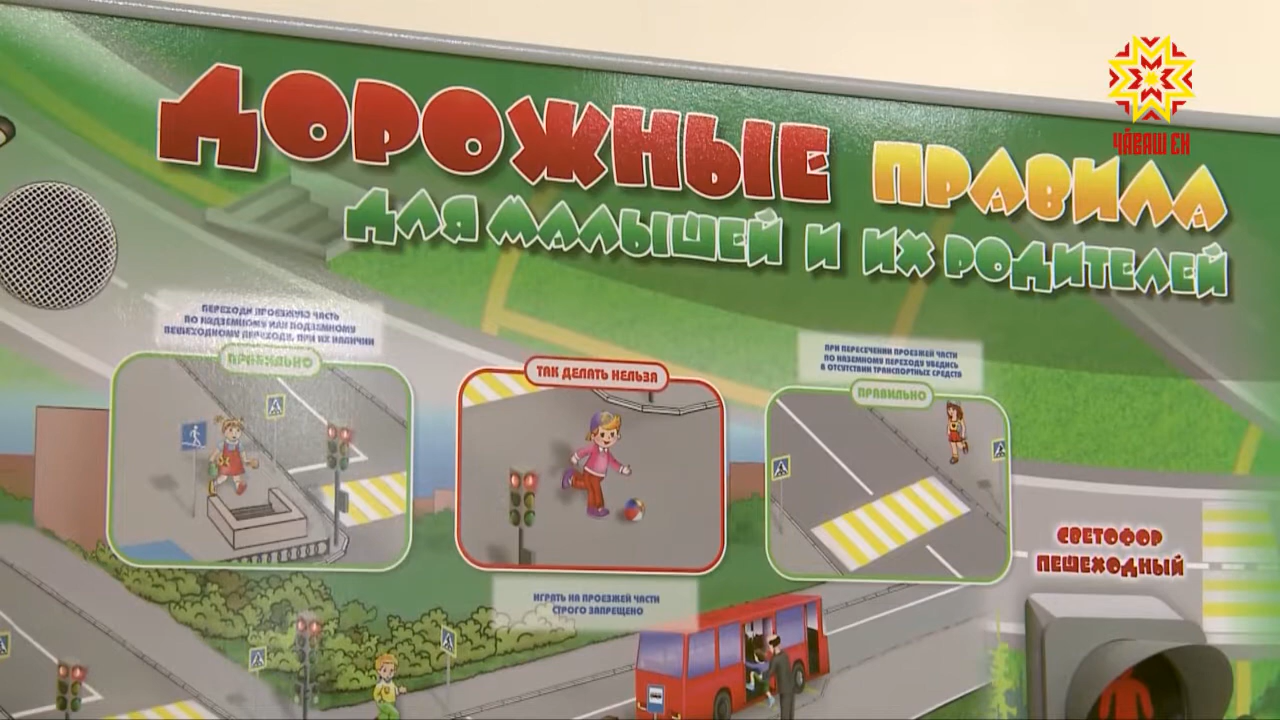 ЧӐВАШ ЕН
ДОРОЖНЫЕ ПРАВИЛА
ДЛЯ МАЛЫШЕЙ И ИХ РОДИТЕЛЕЙ
ПЕРЕХОДИ ПРОЕЗЖУЮ ЧАСТЬ
ПО НАДЗЕМНОМУ ИЛИ ПОДЗЕМНОМУ
ПЕШЕХОДНОМУ ПЕРЕХОДУ, ПРИ ИХ НАЛИЧИИ
ПРАВИЛЬНО
ТАК ДЕЛАТЬ НЕЛЬЗЯ
ИГРАТЬ НА ПРОЕЗЖЕЙ ЧАСТИ
СТРОГО ЗАПРЕЩЕНО
ПРИ ПЕРЕСЕЧЕНИИ ПРОЕЗЖЕЙ ЧАСТИ
ПО НАЗЕМНОМУ ПЕРЕХОДУ УБЕДИСЬ
В ОТСУТСТВИИ ТРАНСПОРТНЫХ СРЕДСТВ
ПРАВИЛЬНО
СВЕТОФОР
ПЕШЕХОДНЫЙ